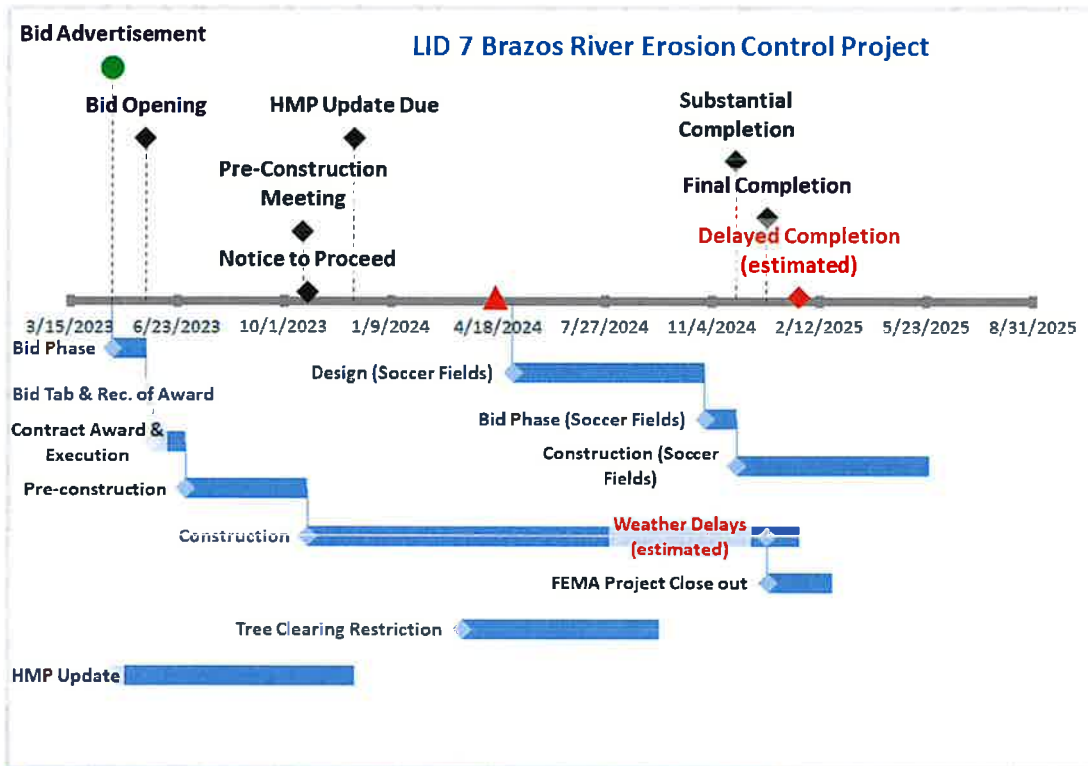 Bid Advertisement
LID 7 Brazos River Erosion Control Project
Bid Opening
HMP Update Due
Substantial
Completion
Pre-Construction
Meeting
Final Completion
Notice to Proceed
Delayed Completion
(estimated)
3/15/2023 6/23/2023 10/1/2023 1/9/2024 4/18/2024 7/27/2024 11/4/2024 2/12/2025 5/23/2025 8/31/2025
Bid Phase
Design (Soccer Fields)
Bid Tab & Rec. of Award
Bid Phase (Soccer Fields)
Contract Award &
Execution
Construction (Soccer
Fields)
Pre-construction
Construction
Weather Delays
(estimated)
FEMA Project Close out
Tree Clearing Restriction
HMP Update